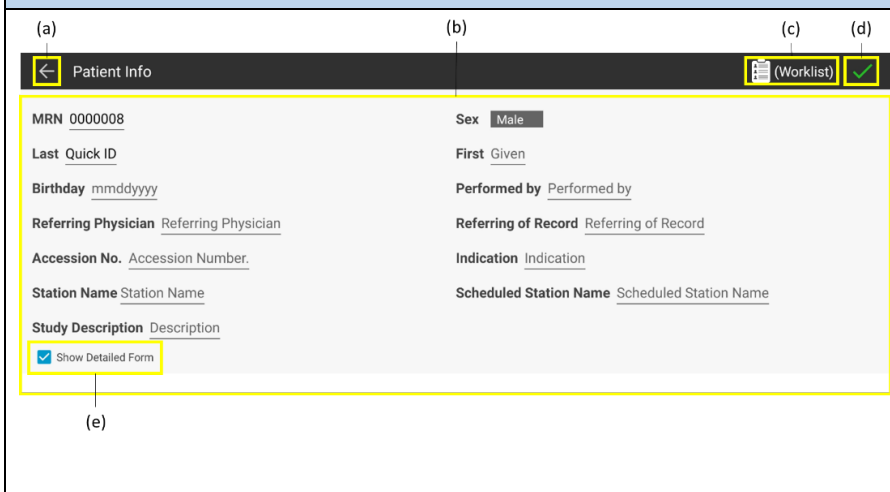 (a) (b) (c) (d)
Patient Info (Worklist)
MRN 0000008 Sex Male
Last Quick ID First Given
Birthday mmddyyyy Performed by Performed by
Referring Physician Referring Physician Referring of Record Referring of Record
Accession No. Accession Number. Indication Indication
Station Name Station Name Scheduled Station Name Scheduled Station Name
Study Description Description
Show Detailed Form
(e)